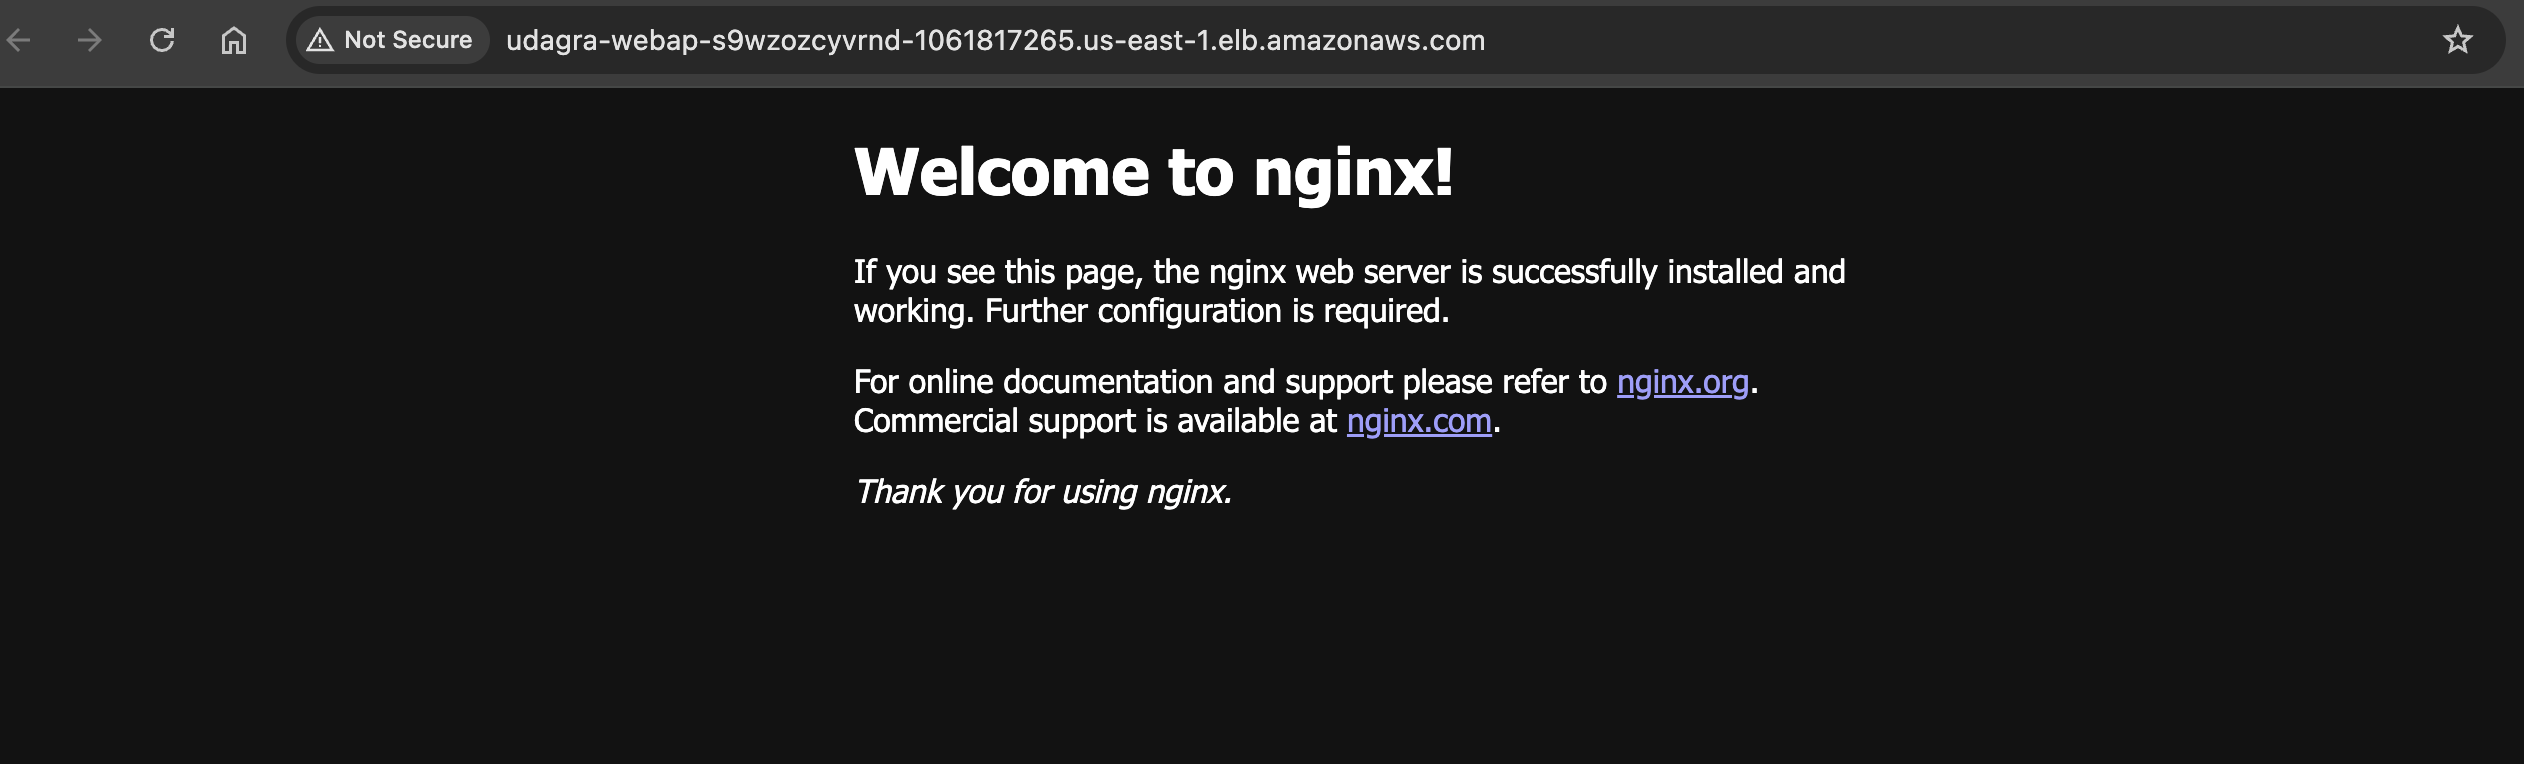 Not Secure udagra-webap-s9wzozcyvrnd-1061817265.us-east-1.elb.amazonaws.com
Welcome to nginx!
If you see this page, the nginx web server is successfully installed and
working. Further configuration is required.
For online documentation and support please refer to nginx.org.
Commercial support is available at nginx.com.
Thank you for using nginx.